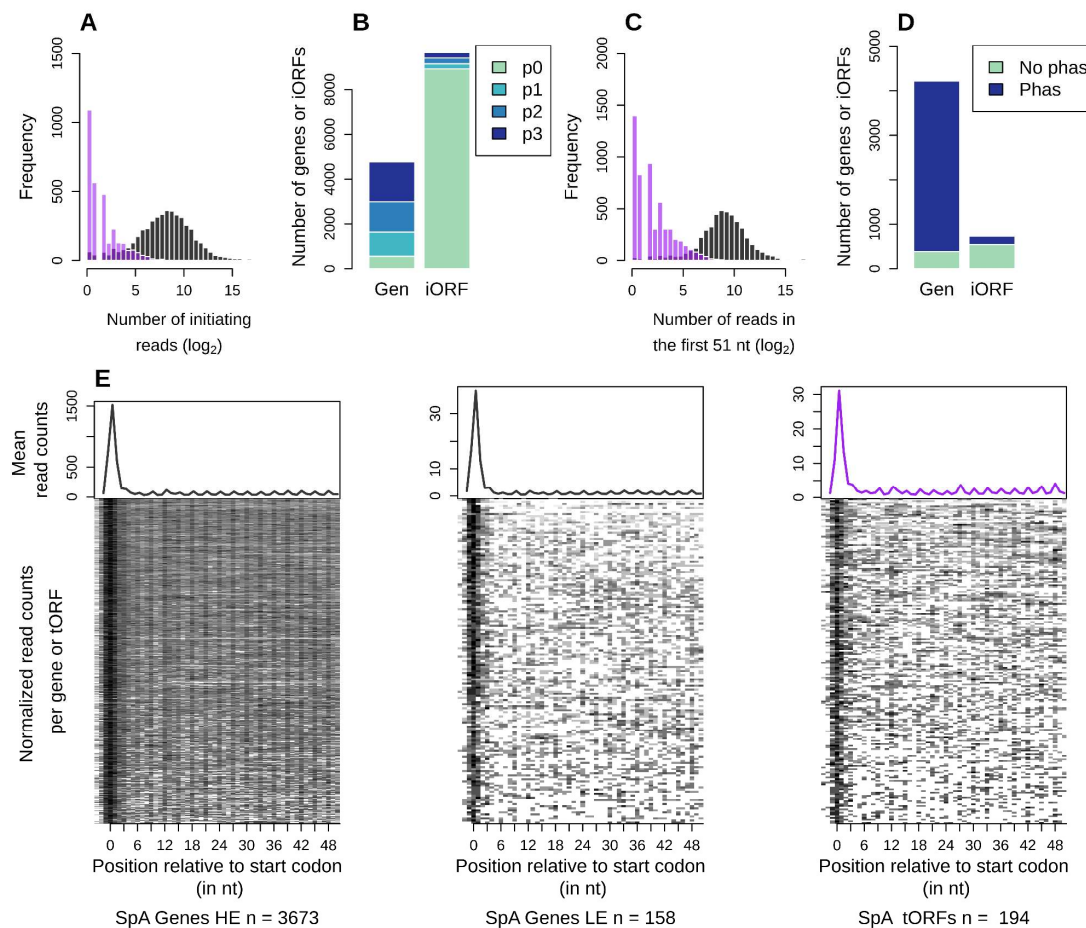 A
Frequency
0
500
1000
1500
0
5
10
15
Number of initiating
reads (log2)
B
Number of genes or iORFs
0
2000
4000
6000
8000
Gen
iORF
p0
p1
p2
p3
C
Frequency
0
500
1000
1500
2000
0
5
10
15
Number of reads in
the first 51 nt (log2)
D
Number of genes or iORFs
0
1000
3000
5000
Gen
iORF
No phas
Phas
E
Mean
read counts
0
500
1500
0
10
30
0
10
20
30
Normalized read counts
per gene or tORF
0 6 12 18 24 30 36 42 48
Position relative to start codon
(in nt)
SpA Genes HE n = 3673
0 6 12 18 24 30 36 42 48
Position relative to start codon
(in nt)
SpA Genes LE n = 158
0 6 12 18 24 30 36 42 48
Position relative to start codon
(in nt)
SpA tORFs n = 194